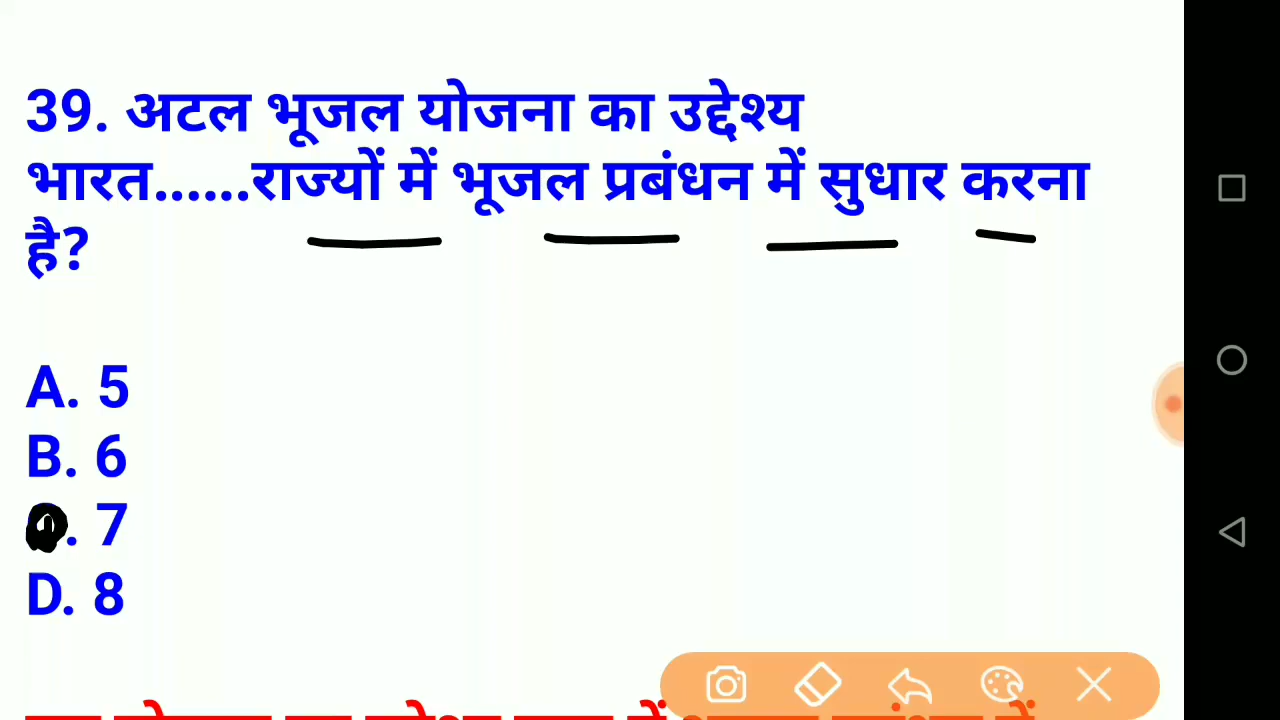 39. अटल भूजल योजना का उद्देश्य
भारत......राज्यों में भूजल प्रबंधन में सुधार करना
है?
A. 5
B. 6
. 7
D. 8